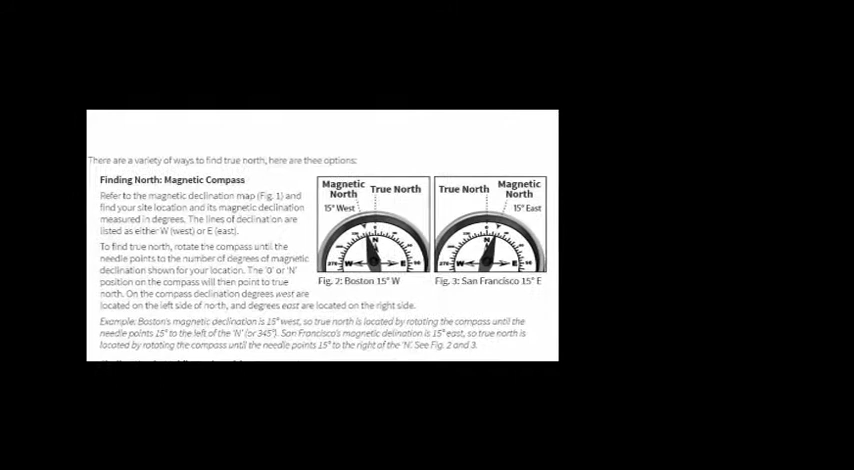 There are a variety of ways to find true north, here are thee options:
Finding North: Magnetic Compass
Refer to the magnetic declination map (Fig. 1) and
find your site location and its magnetic declination
measured in degrees. The lines of declination are
listed as either W (west) or E (east).
To find true north, rotate the compass until the
needle points to the number of degrees of magnetic
declination shown for your location. The '0' or 'N'
position on the compass will then point to true
north. On the compass declination degrees west are
located on the left side of north, and degrees east are located on the right side.
Example: Boston's magnetic declination is 15° west, so true north is located by rotating the compass until the
needle points 15° to the left of the 'N' (or 345°). San Francisco's magnetic delination is 15° east, so true north is
located by rotating the compass until the needle points 15° to the right of the 'N'. See Fig. 2 and 3.
Magnetic
North
True North
15° West
N
W
E
270
90
Fig. 2: Boston 15° W
True North
Magnetic
North
15° East
N
W
E
270
90
Fig. 3: San Francisco 15° E